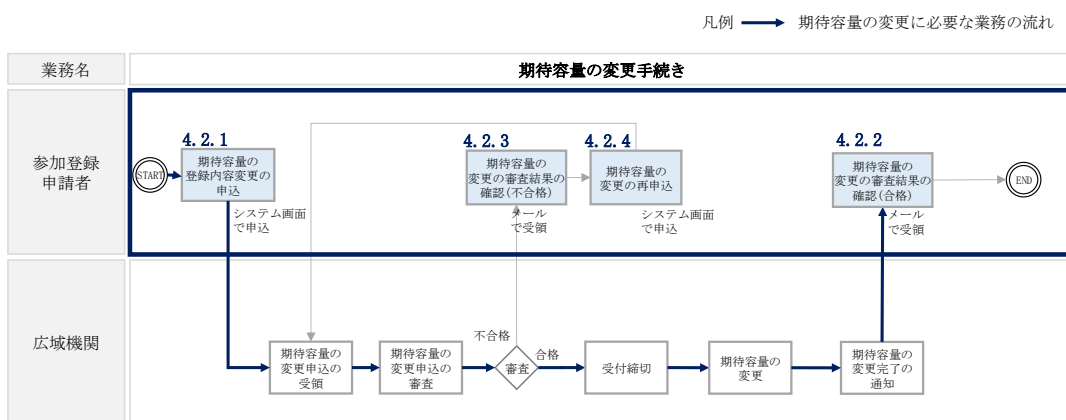 凡例 期待容量の変更に必要な業務の流れ
業務名
期待容量の変更手続き
参加登録
申請者
START
4.2.1
期待容量の
登録内容変更の
申込
システム画面
で申込
4.2.3
期待容量の
変更の審査結果の
確認(不合格)
メール
で受領
4.2.4
期待容量の
変更の再申込
システム画面
で申込
4.2.2
期待容量の
変更の審査結果の
確認(合格)
メール
で受領
END
広域機関
期待容量の
変更申込の
受領
期待容量の
変更申込の
審査
不合格
審査
合格
受付締切
期待容量の
変更
期待容量の
変更完了の
通知